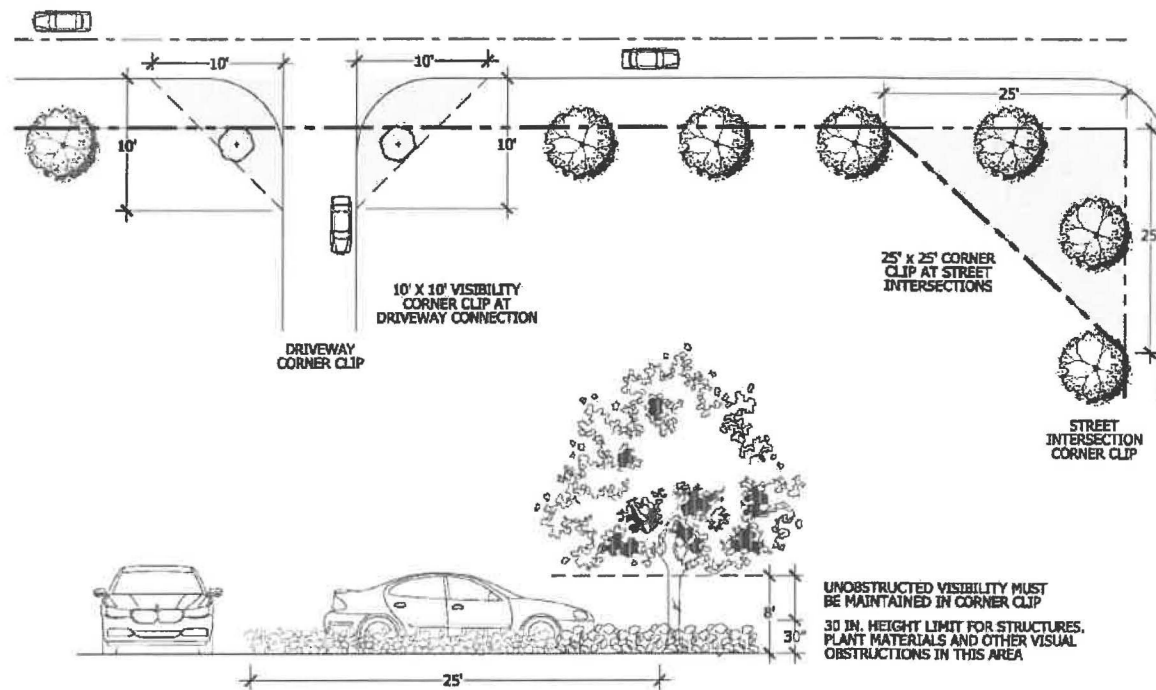 10'
10'
25'
10'
10'
25'
25' x 25' CORNER
CLIP AT STREET
INTERSECTIONS
10' X 10' VISIBILITY
CORNER CLIP AT
DRIVEWAY CONNECTION
DRIVEWAY
CORNER CLIP
STREET
INTERSECTION
CORNER CLIP
UNOBSTRUCTED VISIBILITY MUST
BE MAINTAINED IN CORNER CLIP
8'
30"
30 IN. HEIGHT LIMIT FOR STRUCTURES,
PLANT MATERIALS AND OTHER VISUAL
OBSTRUCTIONS IN THIS AREA
25'